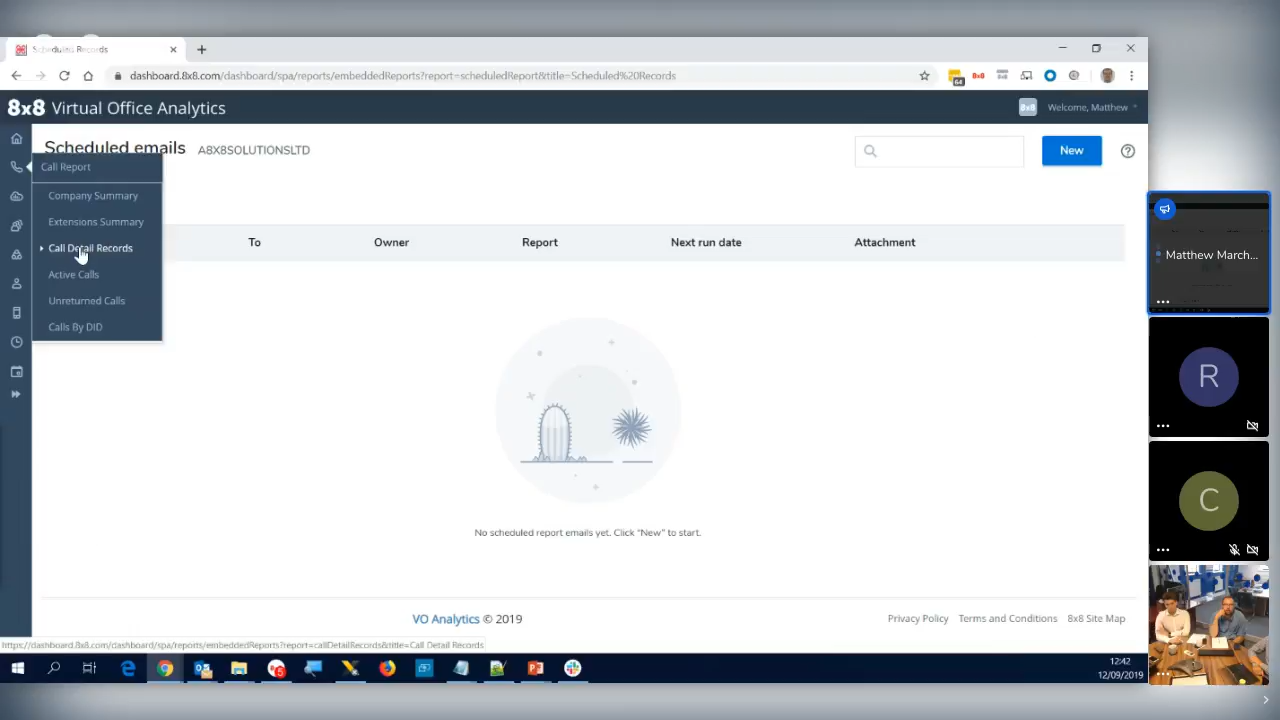 Scheduled Records
dashboard.8x8.com/dashboard/spa/reports/embeddedReports?report=scheduledReport&title=Scheduled%20Records
64
8x8
8x8 Virtual Office Analytics
8x8
Welcome, Matthew
Scheduled emails
A8X8SOLUTIONSLTD
New
Call Report
Company Summary
Extensions Summary
Call Detail Records
Active Calls
Unreturned Calls
Calls By DID
To
Owner
Report
Next run date
Attachment
No scheduled report emails yet. Click "New" to start.
VO Analytics © 2019
Privacy Policy
Terms and Conditions
8x8 Site Map
https://dashboard.8x8.com/dashboard/spa/reports/embeddedReports?report=callDetailRecords&title=Call Detail Records
12:42
12/09/2019
Matthew March...
R
C